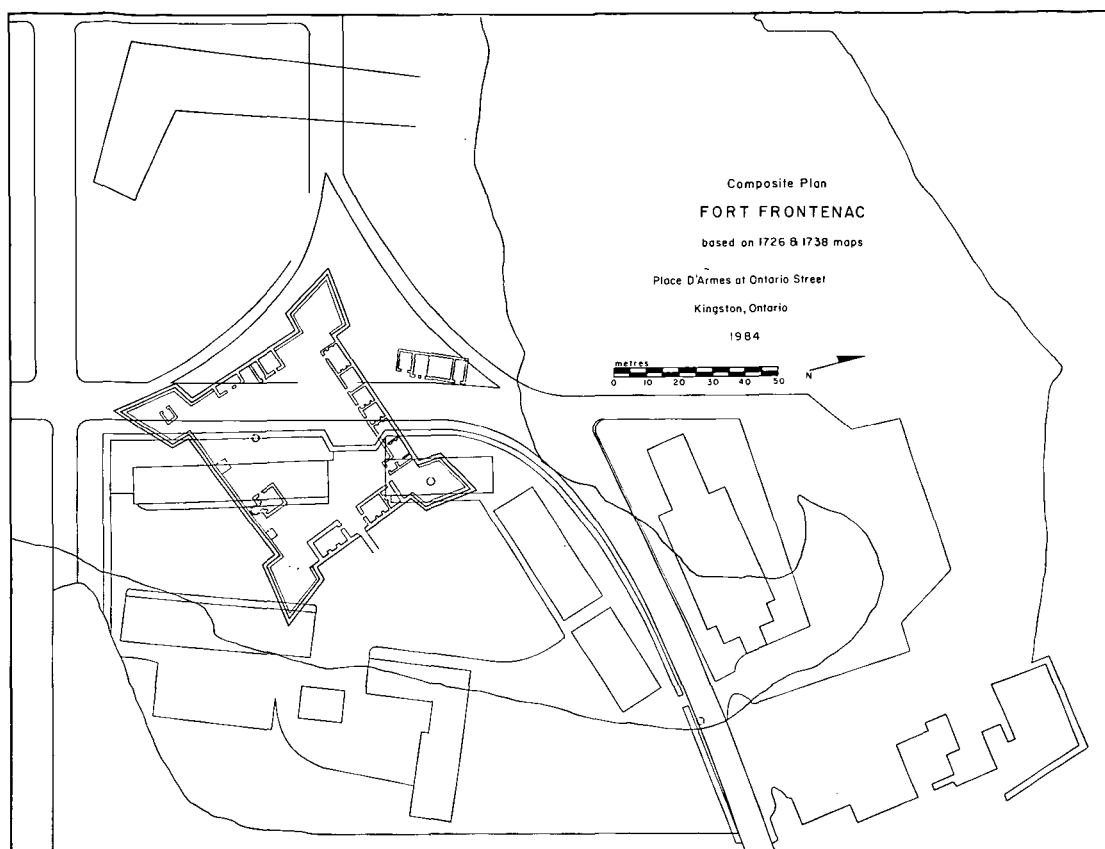 Composite Plan
FORT FRONTENAC
based on 1726 & 1738 maps
Place D'Armes at Ontario Street
Kingston, Ontario
1984
metres
0 10 20 30 40 50
N